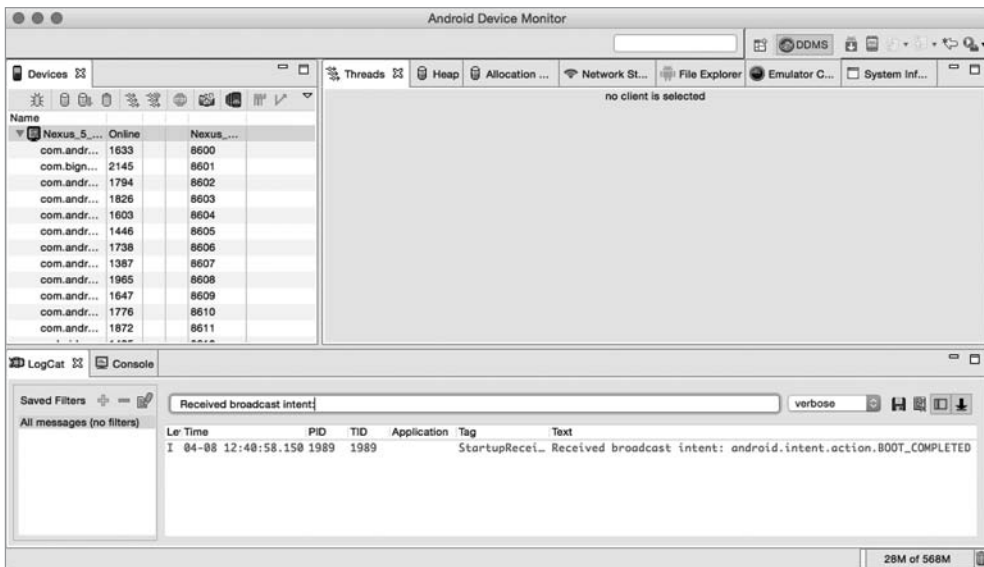 Android Device Monitor
DDMS
Devices
Threads
Heap
Allocation ...
Network St...
File Explorer
Emulator C...
System Inf...
no client is selected
Name
Nexus_5_... Online Nexus_...
com.andr... 1633 8600
com.bign... 2145 8601
com.andr... 1794 8602
com.andr... 1826 8603
com.andr... 1603 8604
com.andr... 1446 8605
com.andr... 1738 8606
com.andr... 1387 8607
com.andr... 1965 8608
com.andr... 1647 8609
com.andr... 1776 8610
com.andr... 1872 8611
LogCat
Console
Saved Filters
All messages (no filters)
Received broadcast intent:
verbose
Time PID TID Application Tag Text
I 04-08 12:40:58.150 1989 1989 StartupRecei... Received broadcast intent: android.intent.action.BOOT_COMPLETED
28M of 568M